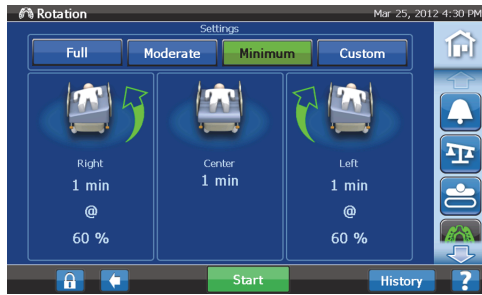 Rotation
Mar 25, 2012 4:30 PM
Settings
Full
Moderate
Minimum
Custom
Right
1 min
@
60 %
Center
1 min
Left
1 min
@
60 %
Start
History
?